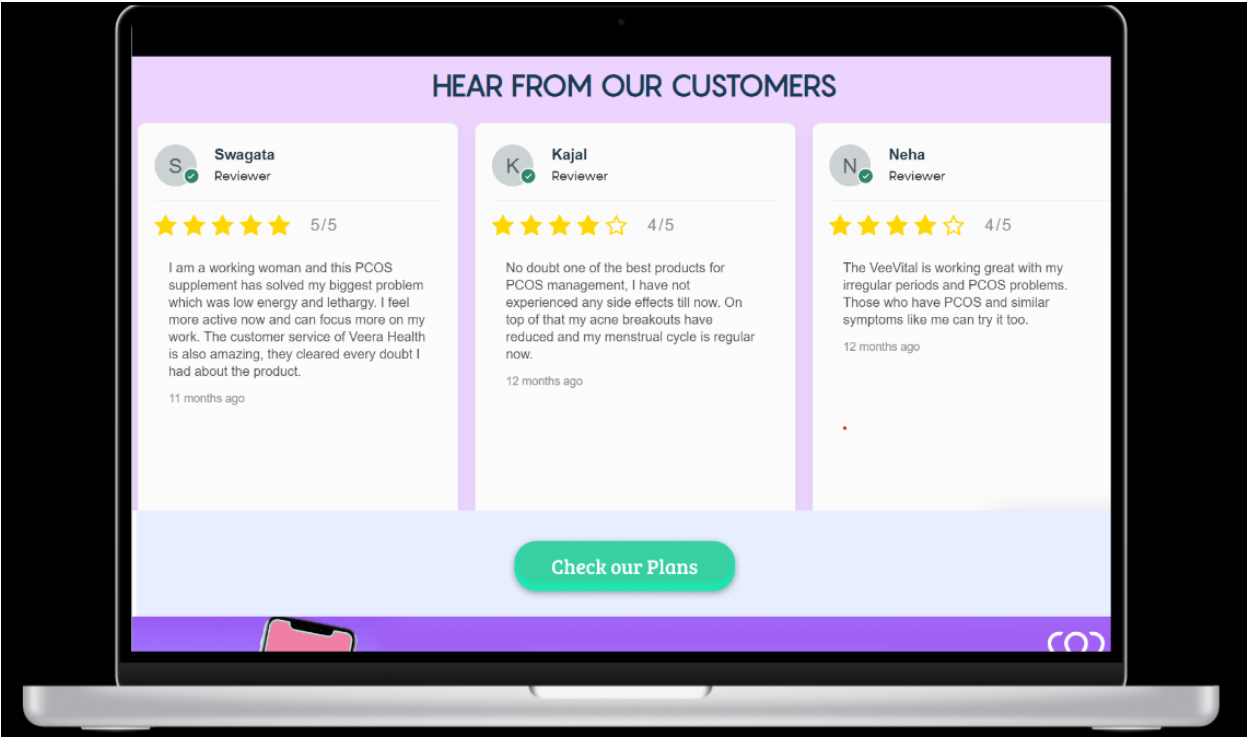 HEAR FROM OUR CUSTOMERS
S
Swagata
Reviewer
5/5
I am a working woman and this PCOS
supplement has solved my biggest problem
which was low energy and lethargy. I feel
more active now and can focus more on my
work. The customer service of Veera Health
is also amazing, they cleared every doubt I
had about the product.
11 months ago
K
Kajal
Reviewer
4/5
No doubt one of the best products for
PCOS management, I have not
experienced any side effects till now. On
top of that my acne breakouts have
reduced and my menstrual cycle is regular
now.
12 months ago
N
Neha
Reviewer
4/5
The VeeVital is working great with my
irregular periods and PCOS problems.
Those who have PCOS and similar
symptoms like me can try it too.
12 months ago
Check our Plans